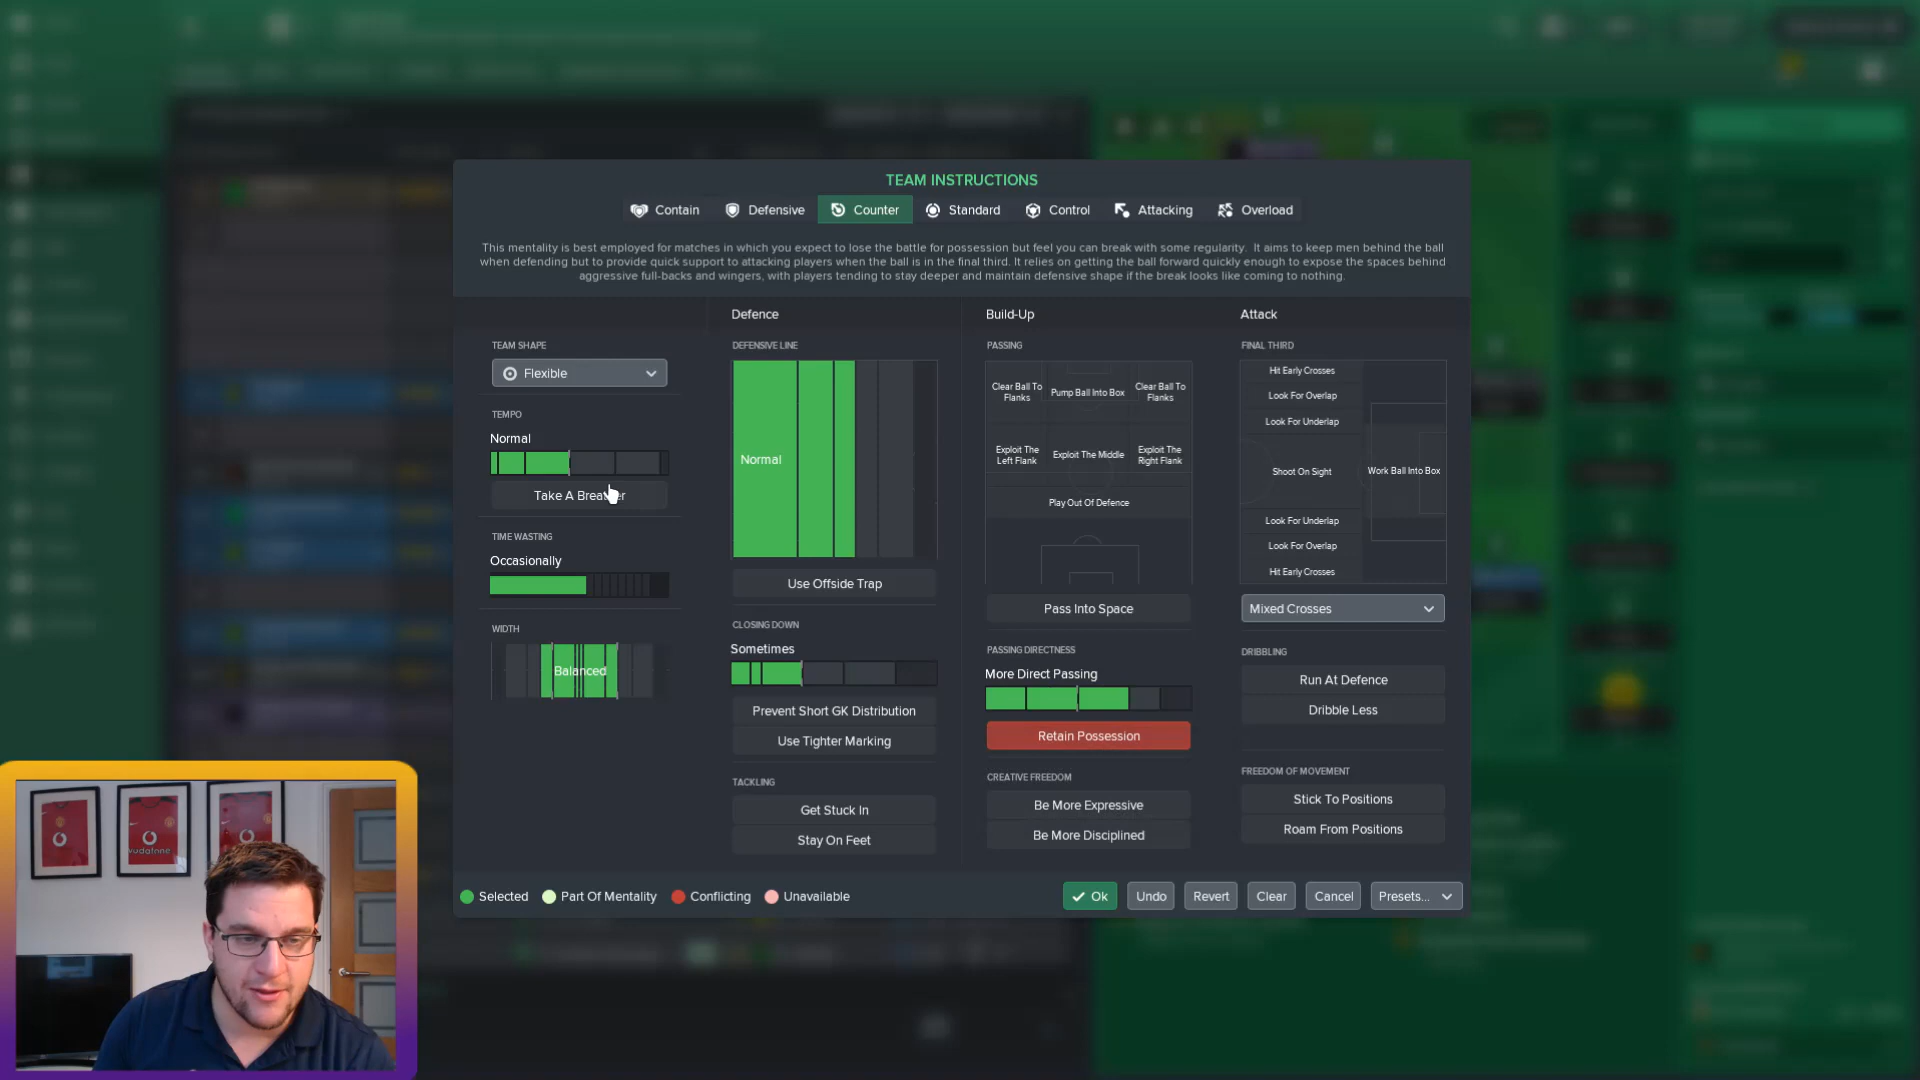 TEAM INSTRUCTIONS
Contain
Defensive
Counter
Standard
Control
Attacking
Overload
This mentality is best employed for matches in which you expect to lose the battle for possession but feel you can break with some regularity. It aims to keep men behind the ball
when defending but to provide quick support to attacking players when the ball is in the final third. It relies on getting the ball forward quickly enough to expose the spaces behind
aggressive full-backs and wingers, with players tending to stay deeper and maintain defensive shape if the break looks like coming to nothing.
TEAM SHAPE
Flexible
TEMPO
Normal
Take A Breather
TIME WASTING
Occasionally
WIDTH
Balanced
Defence
DEFENSIVE LINE
Normal
Use Offside Trap
CLOSING DOWN
Sometimes
Prevent Short GK Distribution
Use Tighter Marking
TACKLING
Get Stuck In
Stay On Feet
Build-Up
PASSING
Clear Ball To
Flanks
Pump Ball Into Box
Clear Ball To
Flanks
Exploit The
Left Flank
Exploit The Middle
Exploit The
Right Flank
Play Out Of Defence
Pass Into Space
PASSING DIRECTNESS
More Direct Passing
Retain Possession
CREATIVE FREEDOM
Be More Expressive
Be More Disciplined
Attack
FINAL THIRD
Hit Early Crosses
Look For Overlap
Look For Underlap
Shoot On Sight
Work Ball Into Box
Look For Underlap
Look For Overlap
Hit Early Crosses
Mixed Crosses
DRIBBLING
Run At Defence
Dribble Less
FREEDOM OF MOVEMENT
Stick To Positions
Roam From Positions
Selected
Part Of Mentality
Conflicting
Unavailable
Ok
Undo
Revert
Clear
Cancel
Presets...
vodafone